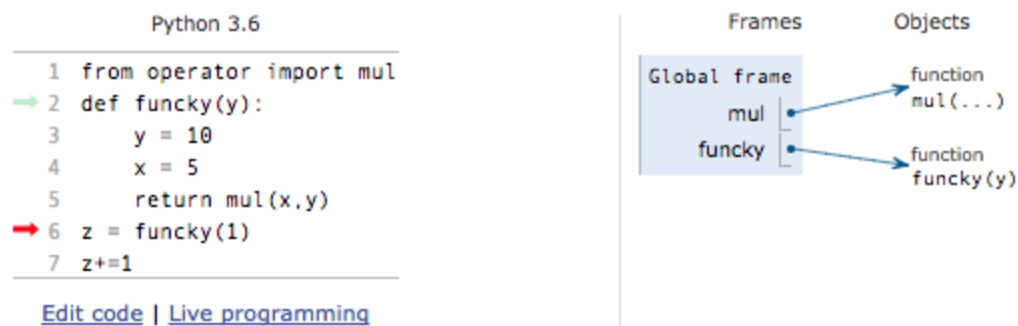 Python 3.6
1 from operator import mul
2 def funcky(y):
3     y = 10
4     x = 5
5     return mul(x,y)
6 z = funcky(1)
7 z+=1
Edit code | Live programming
Frames Objects
Global frame
mul
funcky
function
mul(...)
function
funcky(y)